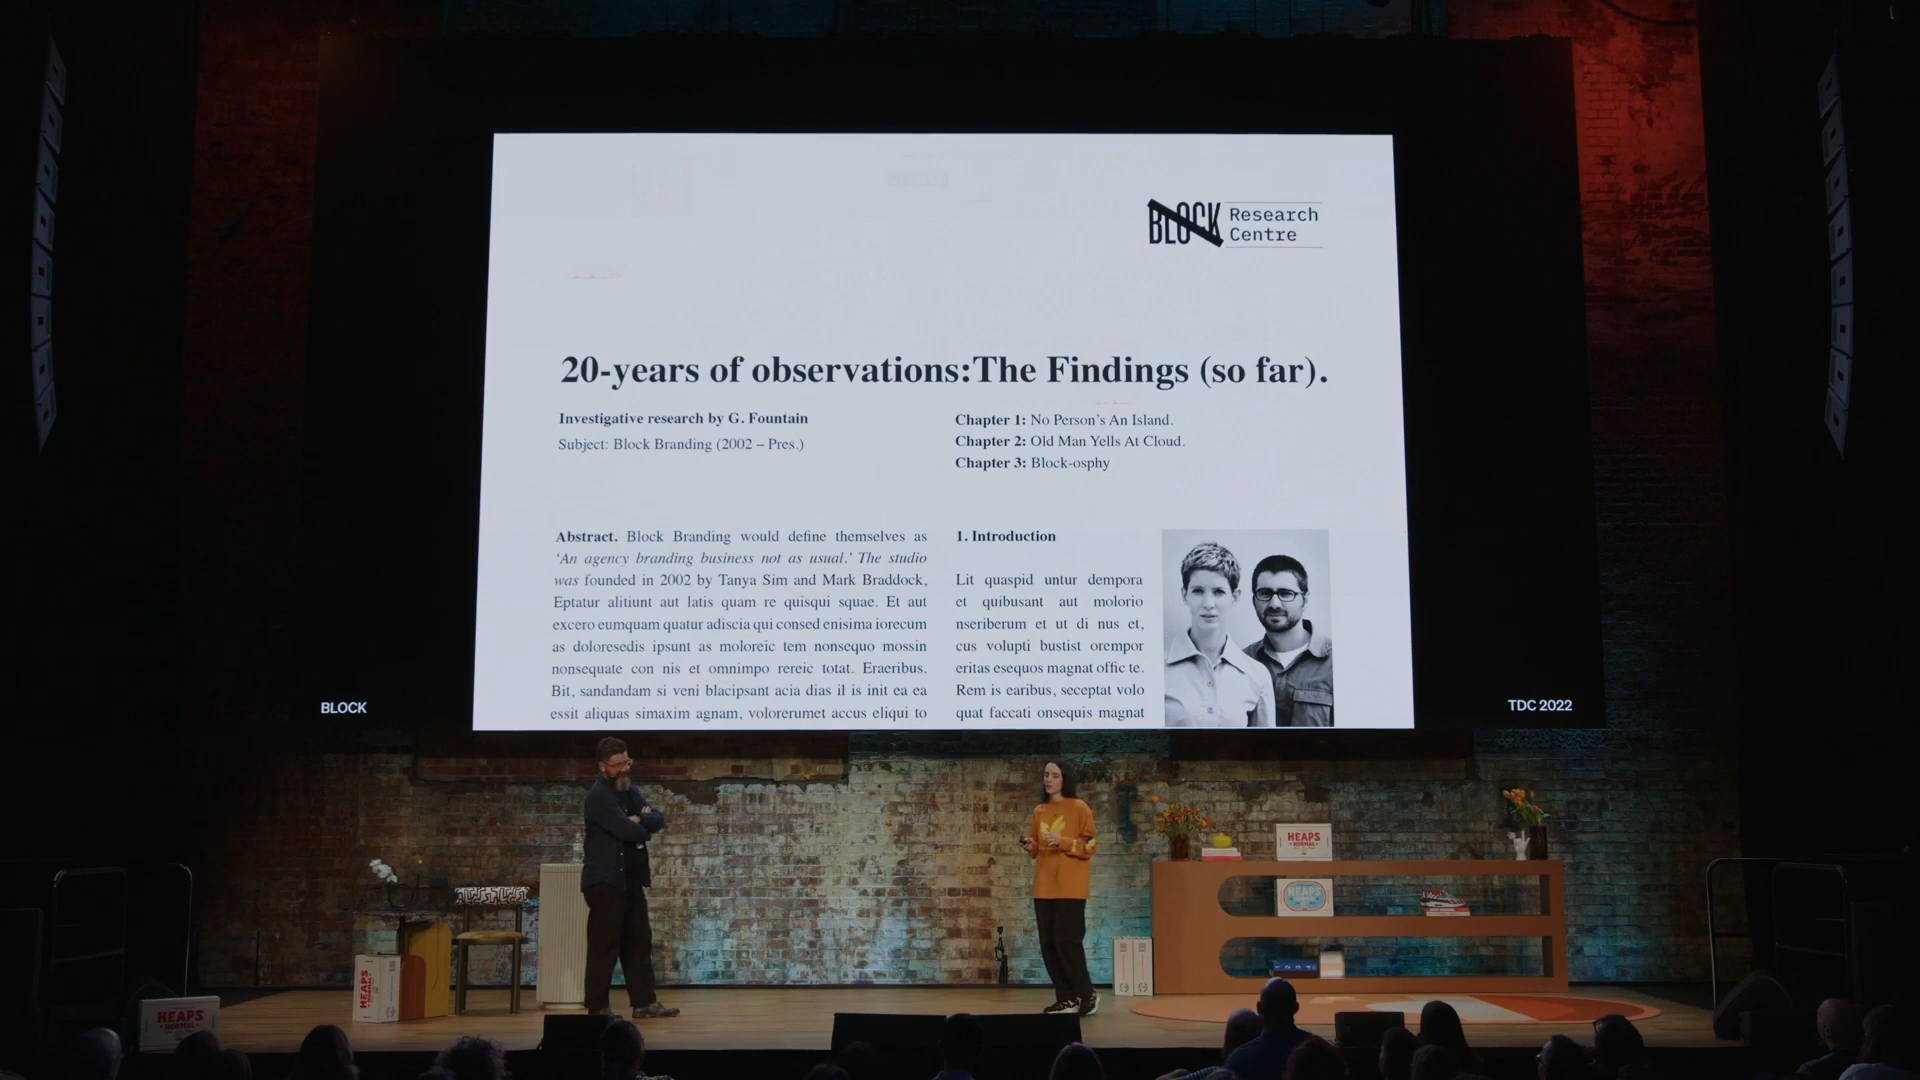 BLOCK Research
Centre
20-years of observations:The Findings (so far).
Investigative research by G. Fountain
Subject: Block Branding (2002 – Pres.)
Chapter 1: No Person's An Island.
Chapter 2: Old Man Yells At Cloud.
Chapter 3: Block-osphy
Abstract. Block Branding would define themselves as
'An agency branding business not as usual.' The studio
was founded in 2002 by Tanya Sim and Mark Braddock,
Eptatur alitiunt aut latis quam re quisqui squae. Et aut
excero eumquam quatur adiscia qui consed enisima iorecum
as doloresedis ipsunt as moloreic tem nonsequo mossin
nonsequate con nis et omnimpo rereic totat. Eraeribus.
Bit, sandandam si veni blacipsant acia dias il is init ea ea
essit aliquas simaxim agnam, volorerumet accus eliqui to
1. Introduction
Lit quaspid untur dempora
et quibusant aut molorio
nseriberum et ut di nus et,
cus volupti bustist orempor
eritas esequos magnat offic te.
Rem is earibus, seceptat volo
quat faccati onsequis magnat
BLOCK
TDC 2022
HEAPS
NORMAL
HEAPS
HEAPS
NORMAL
HEAPS
NORMAL